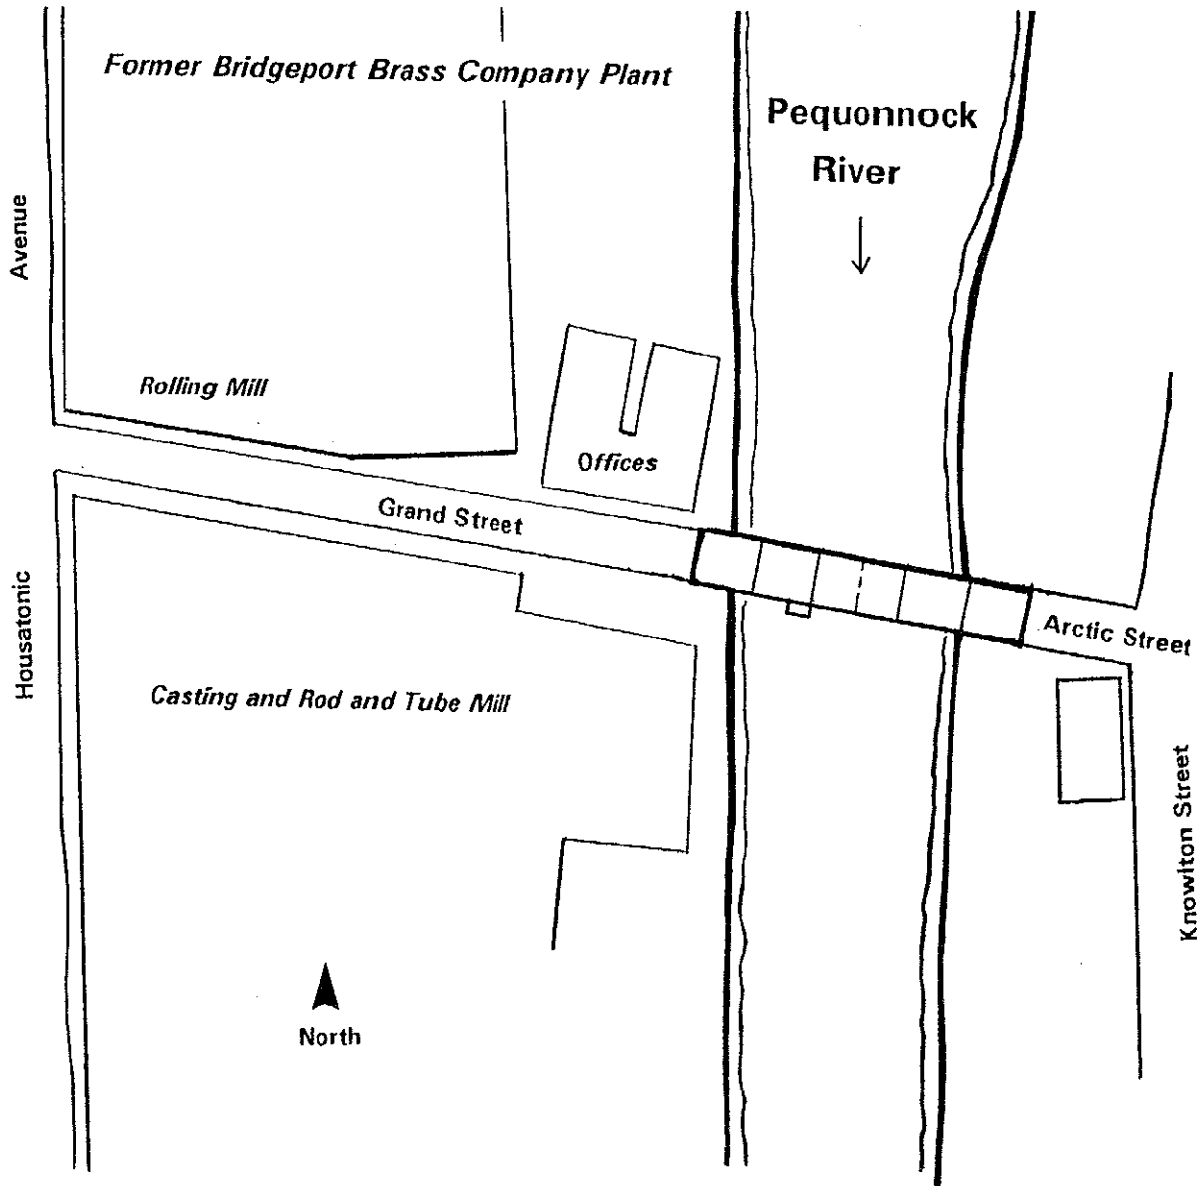 Former Bridgeport Brass Company Plant
Pequonnock
River
Avenue
Rolling Mill
Offices
Grand Street
Arctic Street
Housatonic
Casting and Rod and Tube Mill
Knowlton Street
North